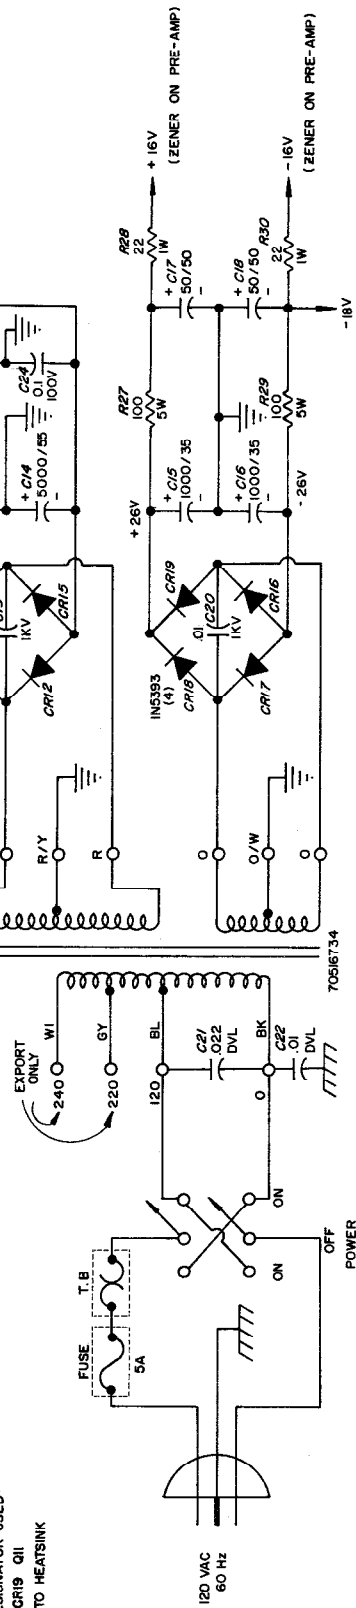 SIGNATOR USED
CR19 Q11
TO HEATSINK
120 VAC
60 Hz
FUSE
5A
T.B
ON
OFF
ON
POWER
EXPORT
ONLY
240
220
120
0
WI
GY
BL
BK
C21
.022
DVL
C22
.01
DVL
70516734
R/Y
R
O
O/W
O
CR12
CR15
1KV
+ C14
5000/55
-
C24
0.1
100V
1N5393
(4)
CR18
CR19
CR17
CR16
C20
.01
1KV
+26V
+ C15
1000/35
-
+ C16
1000/35
-
-26V
R27
100
5W
R29
100
5W
+ C17
50/50
-
+ C18
50/50
-
R28
22
1W
R30
22
1W
-18V
+16V
(ZENER ON PRE-AMP)
-16V
(ZENER ON PRE-AMP)